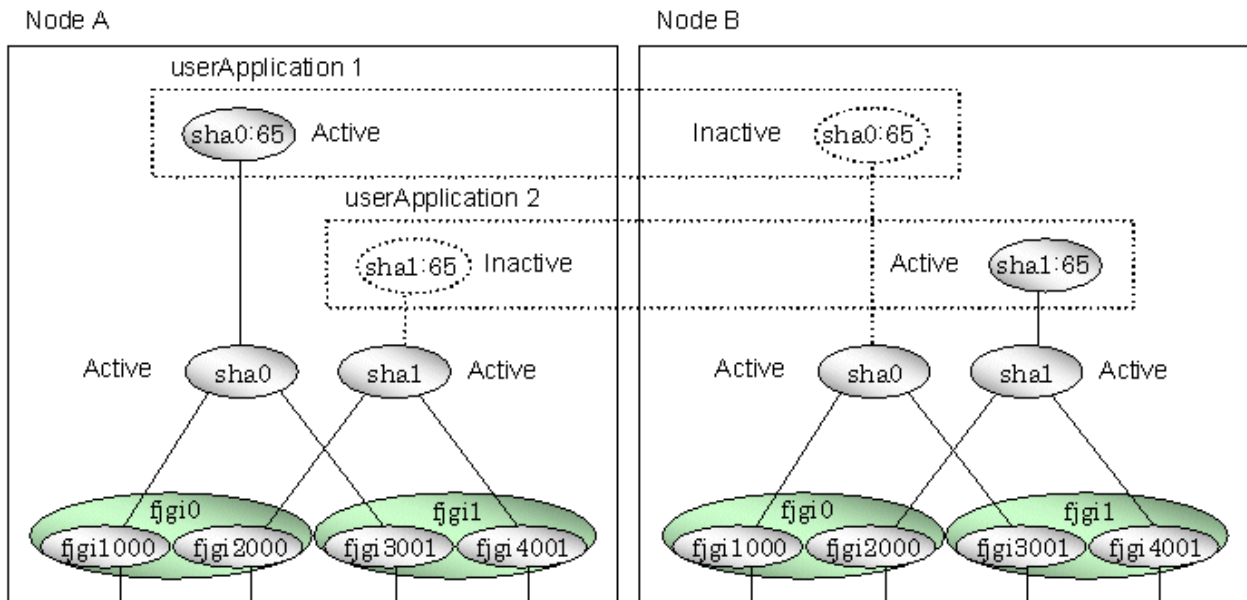 Node A
Node B
userApplication 1
sha0:65 Active
Inactive sha0:65
userApplication 2
sha1:65 Inactive
Active sha1:65
Active sha0 sha1 Active
Active sha0 sha1 Active
fjgi0 fjgi1
fjgi0 fjgi1
fjgi1000 fjgi2000 fjgi3001 fjgi4001
fjgi1000 fjgi2000 fjgi3001 fjgi4001